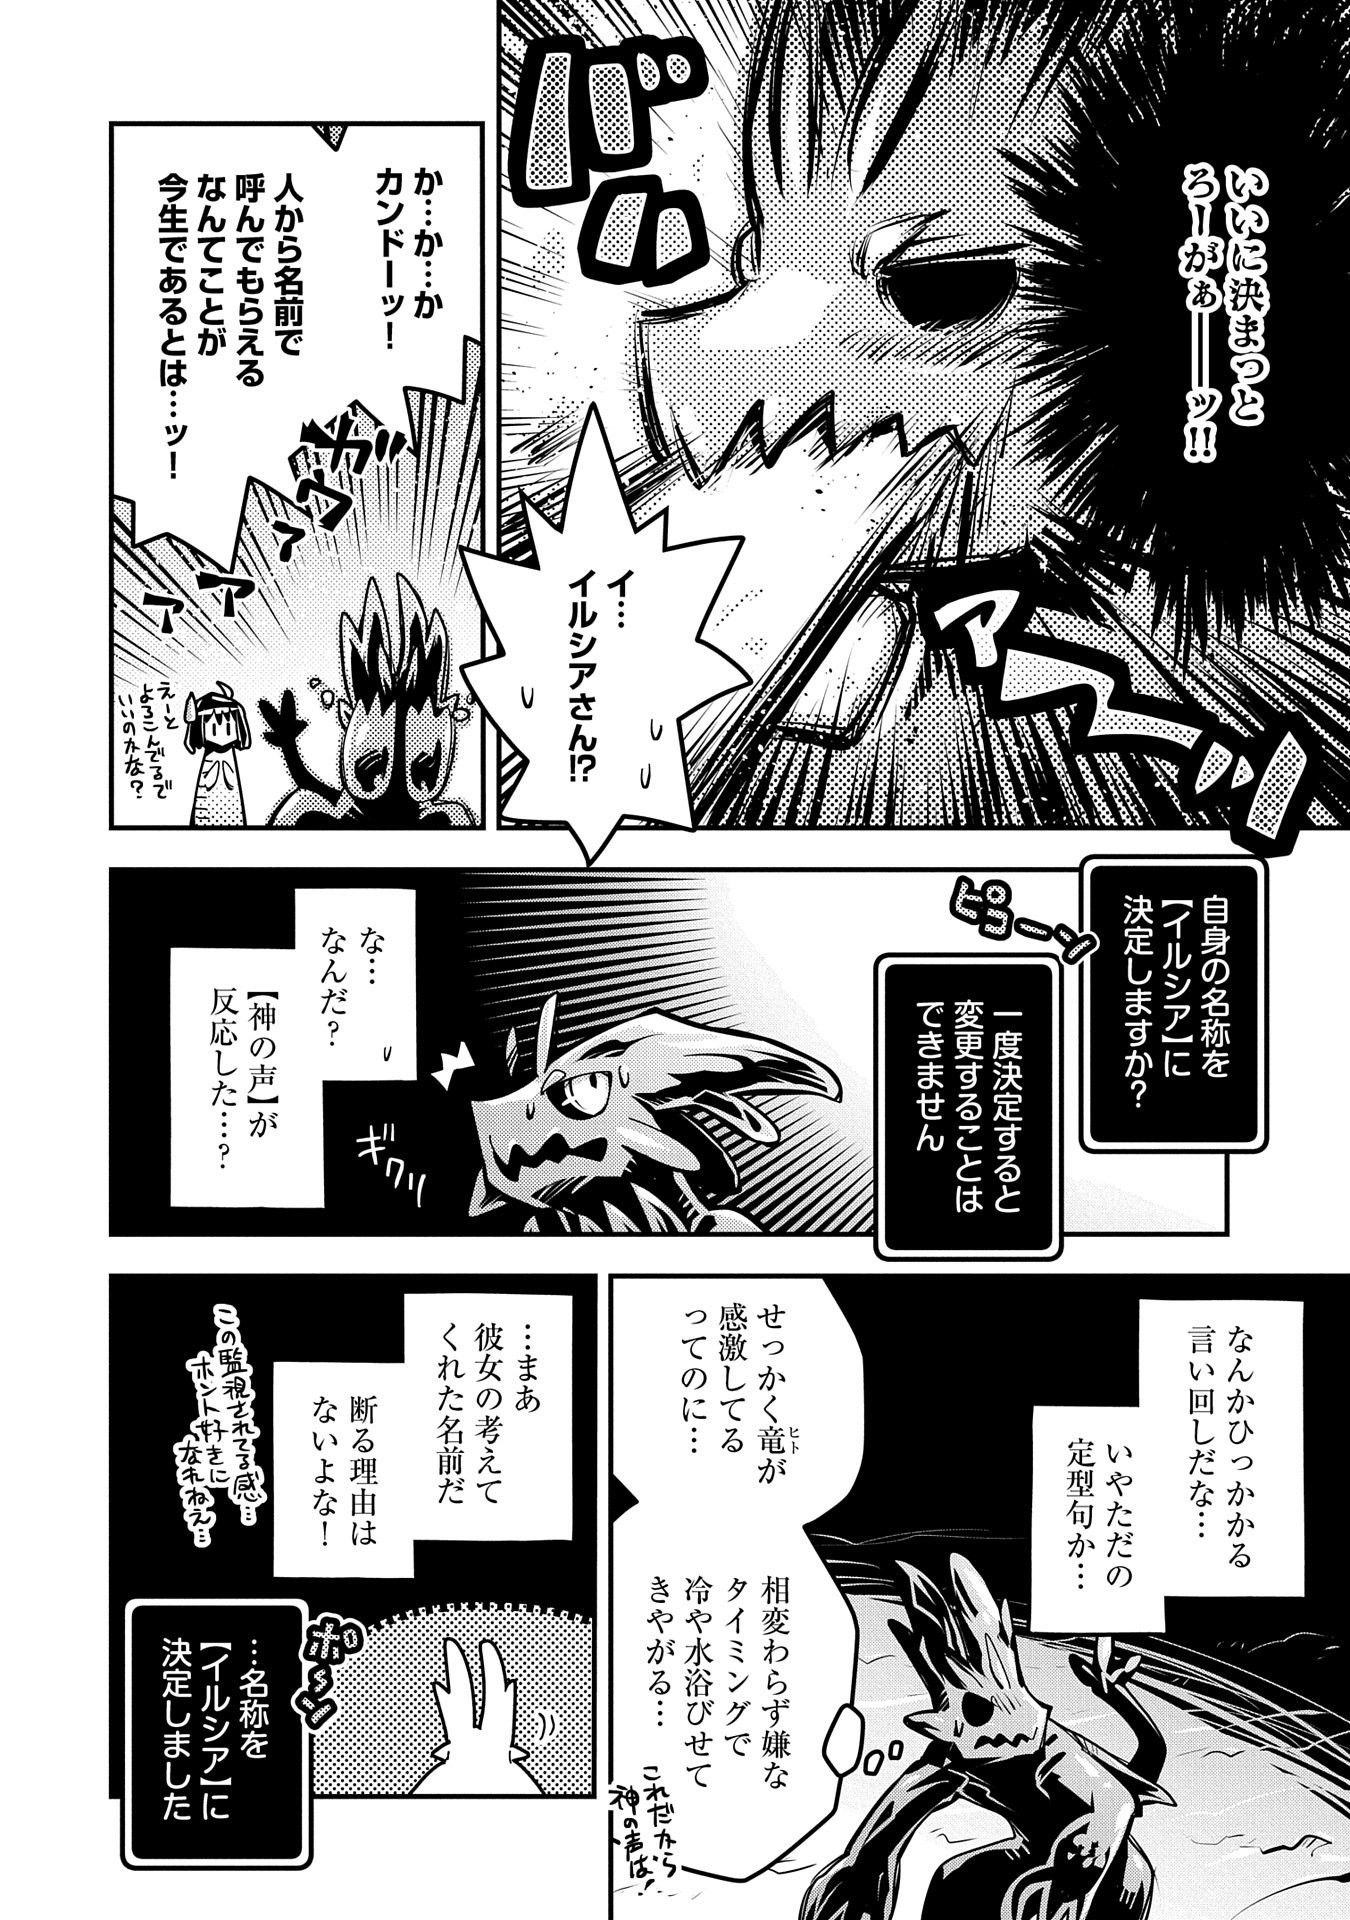 いいに決まっと
ろーがぁーーッ!!
バァーンッ
イ…
イルシアさん!?
か…か…か
カンドーッ!
人から名前で
呼んでもらえる
なんてことが
今生であるとは…ッ!
ガウァァァ
えーと
よろこんでるで
いいのかな?
自身の名称を
【イルシア】に
決定しますか?
ピコーン
一度決定すると
変更することは
できません
ギクリ
な…
なんだ?
【神の声】が
反応した…?
なんかひっかかる
言い回しだな…
いやただの
定型句か…
せっかく竜が
ヒト
感激してる
ってのに…
相変わらず嫌な
タイミングで
冷や水浴びせて
きやがる…
これだから
神の声は!
…まあ
彼女の考えて
くれた名前だ
断る理由は
ないよな!
この監視されてる感…
ホント好きに
なれねえ…
ポーン
…名称を
【イルシア】に
決定しました